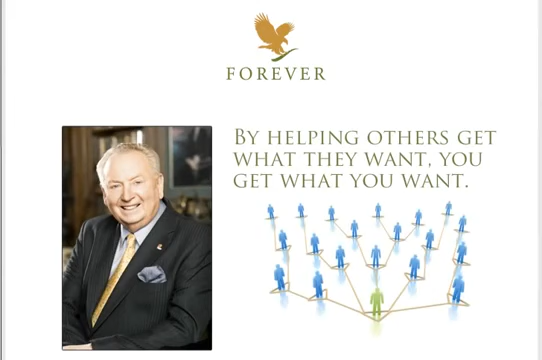 FOREVER
BY HELPING OTHERS GET
WHAT THEY WANT, YOU
GET WHAT YOU WANT.